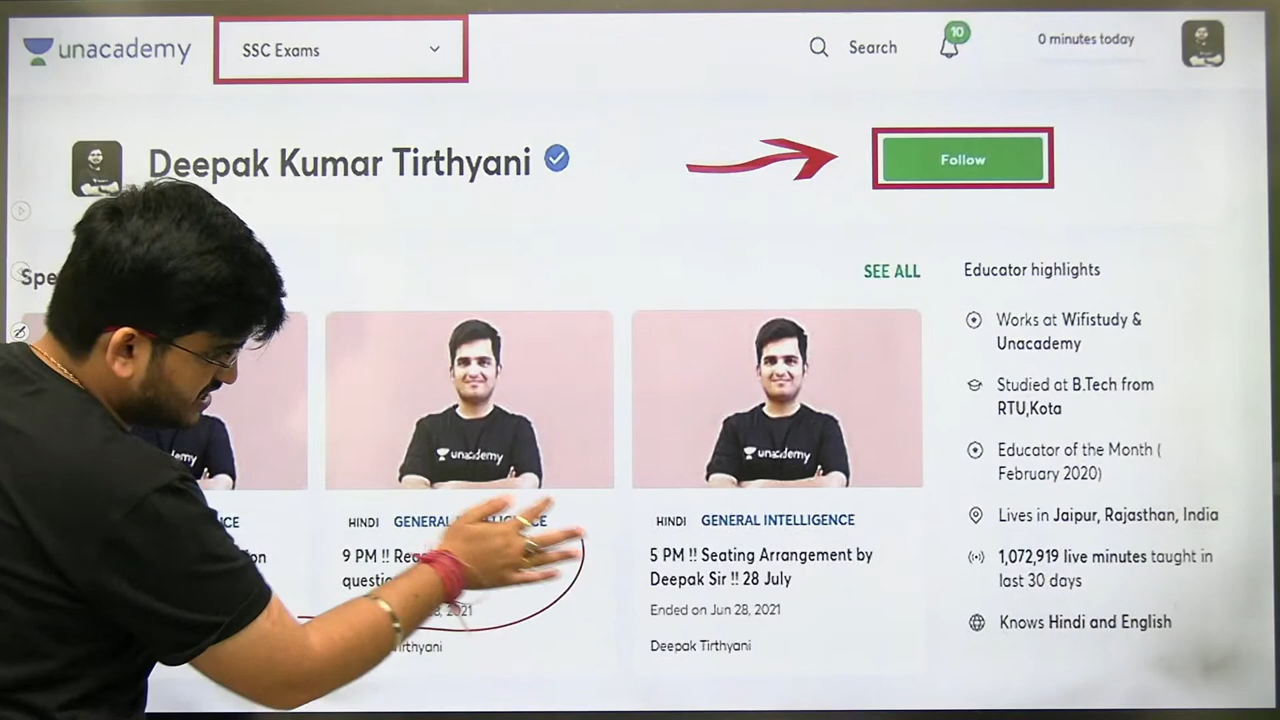 unacademy
SSC Exams
Search
10
0 minutes today
Deepak Kumar Tirthyani
Follow
Spe
SEE ALL
Educator highlights
Works at Wifistudy &
Unacademy
Studied at B.Tech from
RTU,Kota
Educator of the Month (
February 2020)
Lives in Jaipur, Rajasthan, India
1,072,919 live minutes taught in
last 30 days
Knows Hindi and English
unacademy
unacademy
HINDI GENERAL
9 PM !!
2021
HINDI GENERAL INTELLIGENCE
5 PM !! Seating Arrangement by
Deepak Sir !! 28 July
Ended on Jun 28, 2021
Deepak Tirthyani